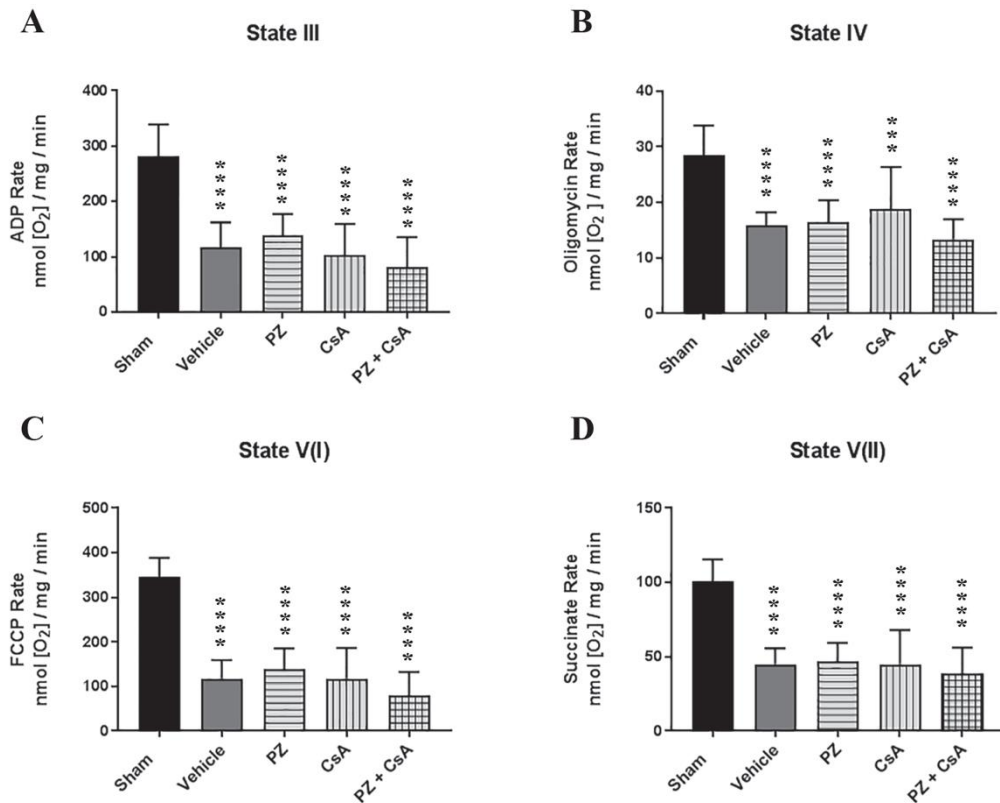 A
State III
ADP Rate
nmol [O₂] / mg / min
400
300
200
100
0
****
****
****
****
Sham
Vehicle
PZ
CsA
PZ + CsA
B
State IV
Oligomycin Rate
nmol [O₂ ] / mg / min
40
30
20
10
0
****
****
***
****
Sham
Vehicle
PZ
CsA
PZ + CsA
C
State V(I)
FCCP Rate
nmol [O₂] / mg / min
500
400
300
200
100
0
****
****
****
****
Sham
Vehicle
PZ
CsA
PZ + CsA
D
State V(II)
Succinate Rate
nmol [O₂] / mg / min
150
100
50
0
****
****
****
****
Sham
Vehicle
PZ
CsA
PZ + CsA